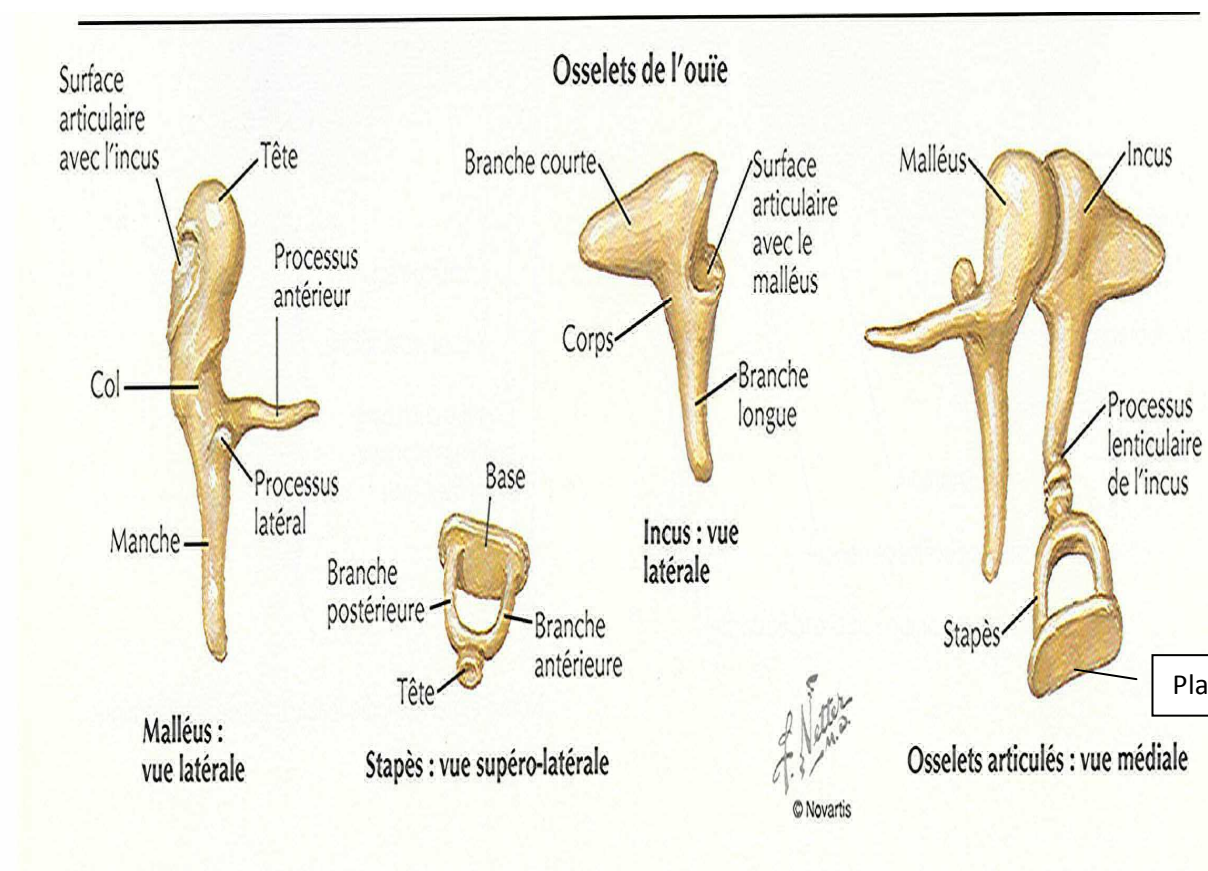 Osselets de l'ouïe
Surface
articulaire
avec l'incus
Tête
Processus
antérieur
Col
Processus
latéral
Manche
Malléus :
vue latérale
Base
Branche
postérieure
Branche
antérieure
Tête
Stapès : vue supéro-latérale
Branche courte
Surface
articulaire
avec le
malléus
Corps
Branche
longue
Incus : vue
latérale
Malléus
Incus
Processus
lenticulaire
de l'incus
Stapès
Pla
Osselets articulés : vue médiale
F. Netter
M.D.
© Novartis